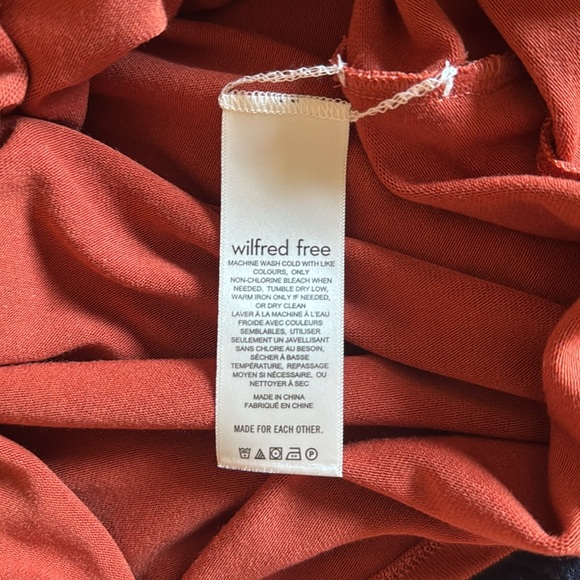 wilfred free
MACHINE WASH COLD WITH LIKE
COLOURS, ONLY
NON-CHLORINE BLEACH WHEN
NEEDED, TUMBLE DRY LOW,
WARM IRON ONLY IF NEEDED,
OR DRY CLEAN
LAVER À LA MACHINE À L'EAU
FROIDE AVEC COULEURS
SEMBLABLES, UTILISER
SEULEMENT UN JAVELLISANT
SANS CHLORE AU BESOIN,
SÉCHER À BASSE
TEMPÉRATURE, REPASSAGE
MOYEN SI NÉCESSAIRE, OU
NETTOYER À SEC
MADE IN CHINA
FABRIQUÉ EN CHINE
MADE FOR EACH OTHER.
P